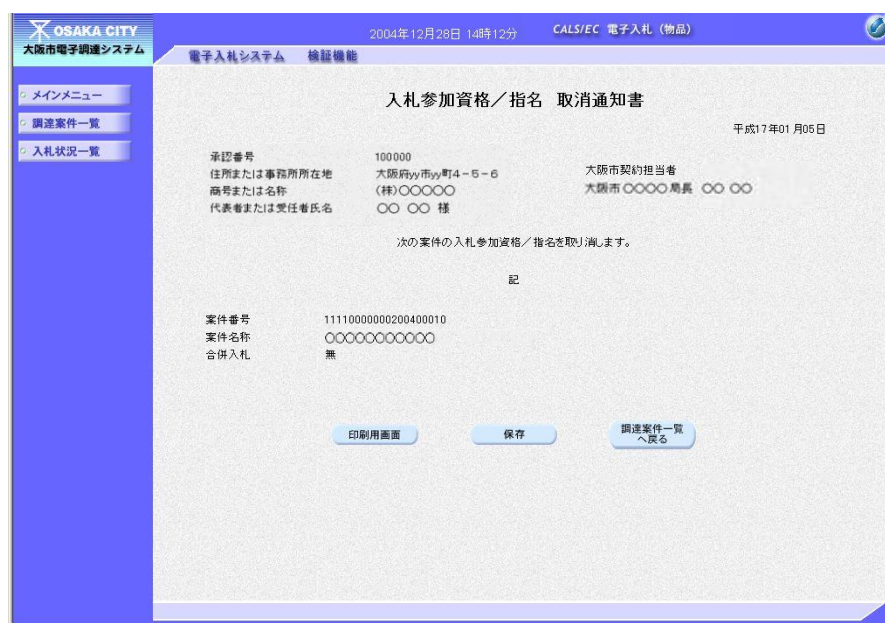 OSAKA CITY
大阪市電子調達システム
2004年12月28日 14時12分
CALS/EC 電子入札（物品）
電子入札システム 検証機能
メインメニュー
調達案件一覧
入札状況一覧
入札参加資格／指名 取消通知書
平成17年01月05日
承認番号 100000
住所または事務所所在地 大阪府yy市yy町4－5－6
商号または名称 (株)○○○○○
代表者または受任者氏名 ○○ ○○ 様
大阪市契約担当者
大阪市○○○○局長 ○○ ○○
次の案件の入札参加資格／指名を取り消します。
記
案件番号 11110000000200400010
案件名称 ○○○○○○○○○○○
合併入札 無
印刷用画面
保存
調達案件一覧
へ戻る